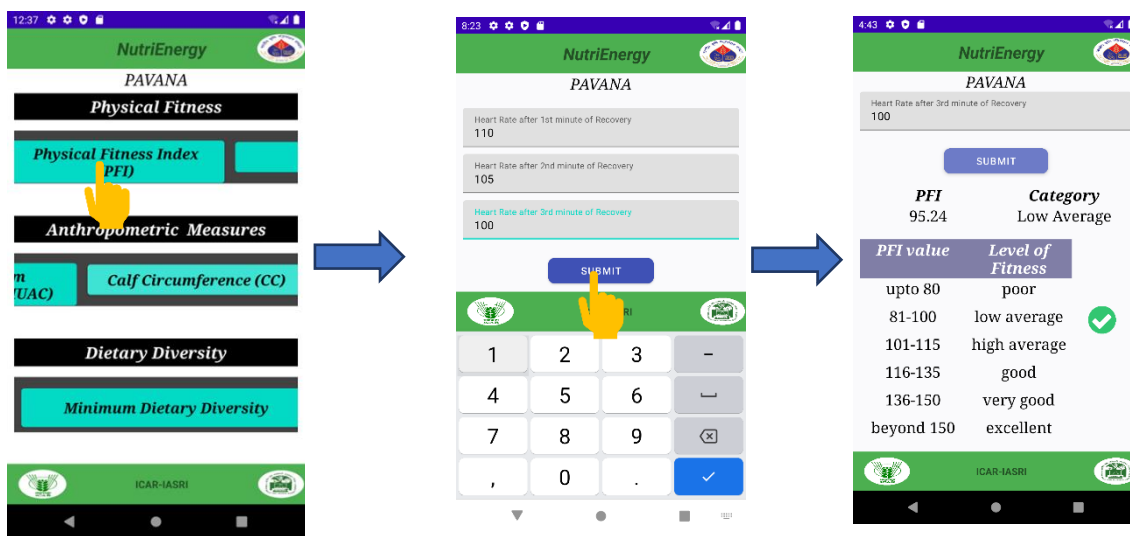 12:37
NutriEnergy
PAVANA
Physical Fitness
Physical Fitness Index
(PFI)
Anthropometric Measures
m
UAC)
Calf Circumference (CC)
Dietary Diversity
Minimum Dietary Diversity
ICAR-IASRI
8:23
NutriEnergy
PAVANA
Heart Rate after 1st minute of Recovery
110
Heart Rate after 2nd minute of Recovery
105
Heart Rate after 3rd minute of Recovery
100
SUBMIT
RI
1 2 3 -
4 5 6
7 8 9
, 0 .
4:43
NutriEnergy
PAVANA
Heart Rate after 3rd minute of Recovery
100
SUBMIT
PFI Category
95.24 Low Average
PFI value Level of
Fitness
upto 80 poor
81-100 low average
101-115 high average
116-135 good
136-150 very good
beyond 150 excellent
ICAR-IASRI